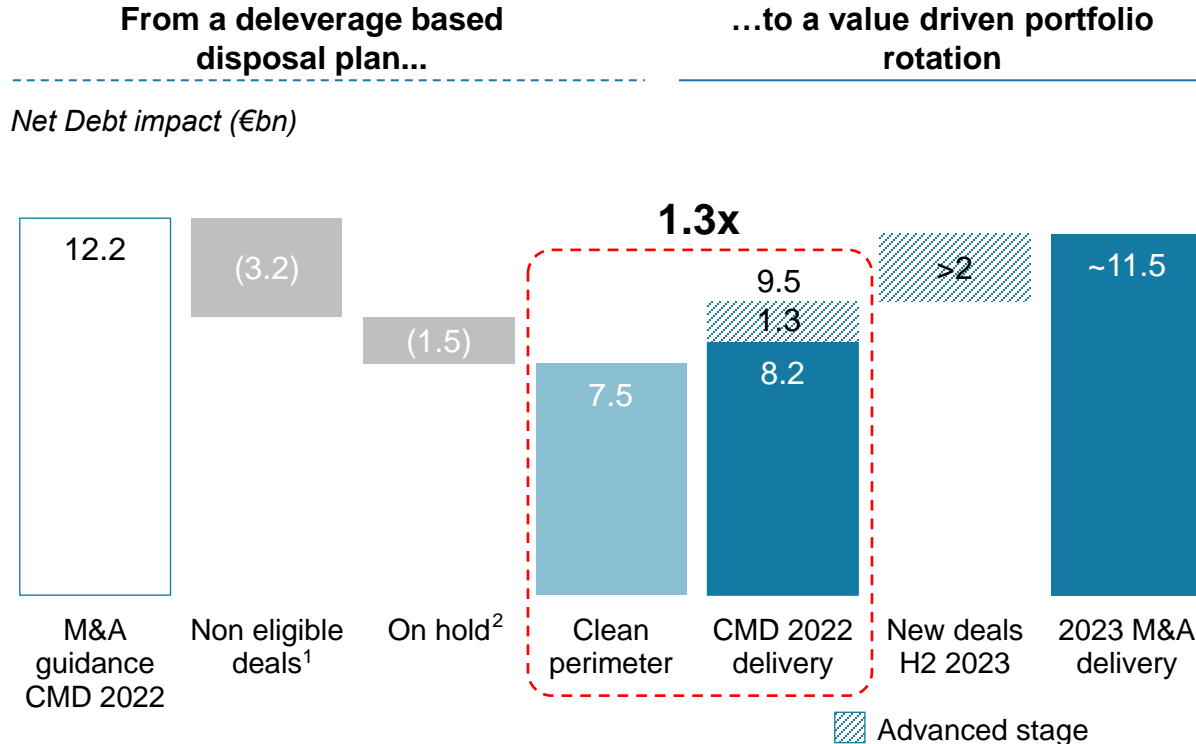 From a deleverage based
disposal plan...
…to a value driven portfolio
rotation
Net Debt impact (€bn)
12.2
(3.2)
(1.5)
7.5
1.3x
9.5
1.3
8.2
>2
~11.5
M&A
guidance
CMD 2022
Non eligible
deals¹
On hold²
Clean
perimeter
CMD 2022
delivery
New deals
H2 2023
2023 M&A
delivery
Advanced stage